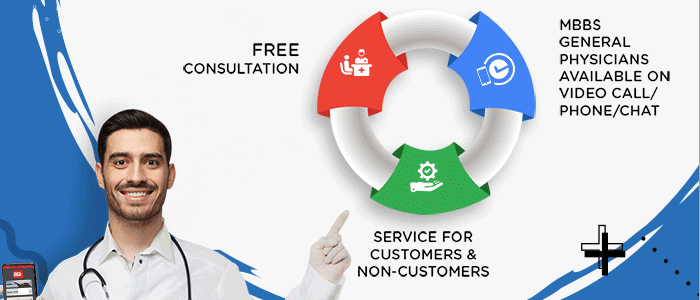 FREE
CONSULTATION
MBBS
GENERAL
PHYSICIANS
AVAILABLE ON
VIDEO CALL/
PHONE/CHAT
SERVICE FOR
CUSTOMERS &
NON-CUSTOMERS